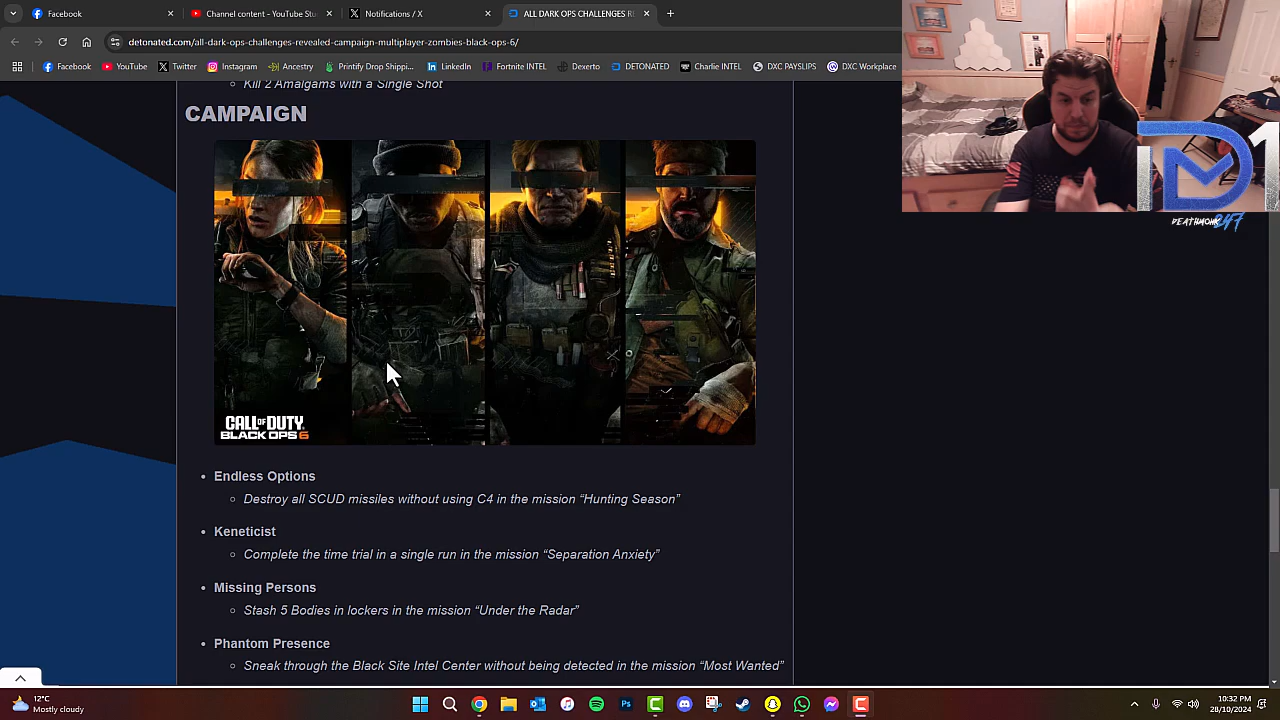 Facebook
Channel content - YouTube Stu
Notifications / X
ALL DARK OPS CHALLENGES RE
detonated.com/all-dark-ops-challenges-revealed-campaign-multiplayer-zombies-black-ops-6/
Facebook
YouTube
Twitter
Instagram
Ancestry
Printify Drop Shippi...
LinkedIn
Fortnite INTEL
Dexerto
DETONATED
Charlie INTEL
DXC PAYSLIPS
DXC Workplace
Kill 2 Amalgams with a Single Shot
CAMPAIGN
CALL OF DUTY
BLACK OPS 6
DM1
247
Endless Options
Destroy all SCUD missiles without using C4 in the mission “Hunting Season”
Keneticist
Complete the time trial in a single run in the mission “Separation Anxiety”
Missing Persons
Stash 5 Bodies in lockers in the mission “Under the Radar”
Phantom Presence
Sneak through the Black Site Intel Center without being detected in the mission “Most Wanted”
12°C
Mostly cloudy
10:32 PM
28/10/2024